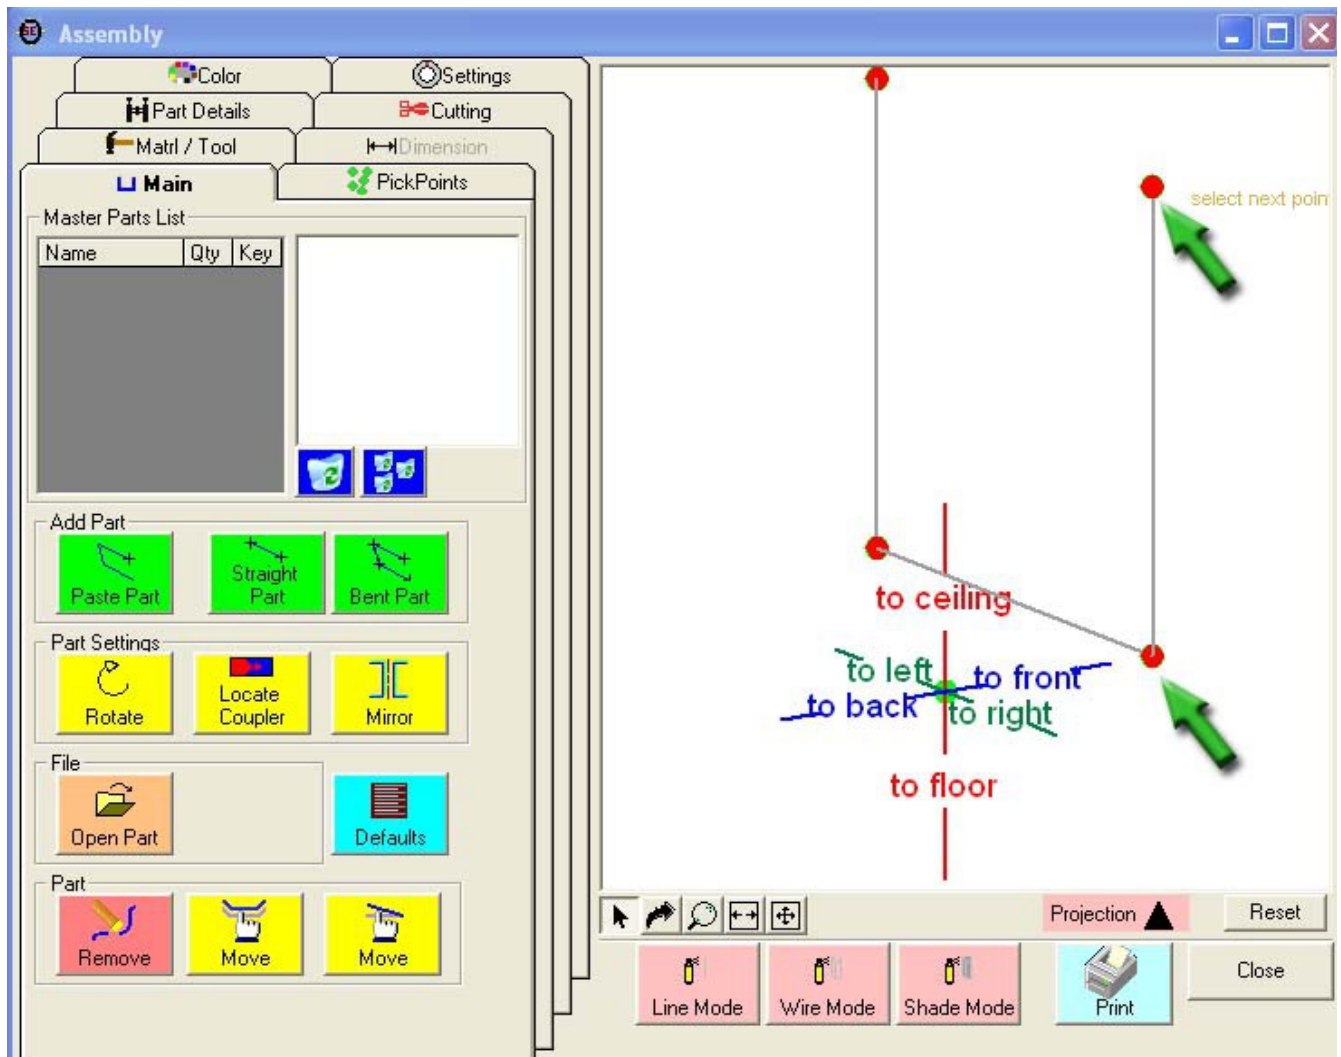 SE Assembly
Color
Settings
Part Details
Cutting
Matrl / Tool
Dimension
Main
PickPoints
Master Parts List
Name Qty Key
select next poin
Add Part
Paste Part
Straight
Part
Bent Part
to ceiling
to left
to front
to back
to right
to floor
Part Settings
Rotate
Locate
Coupler
Mirror
File
Open Part
Defaults
Part
Remove
Move
Move
Projection
Reset
Line Mode
Wire Mode
Shade Mode
Print
Close